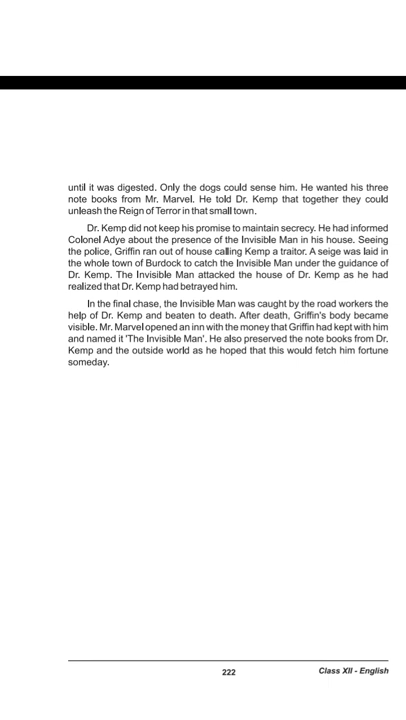 until it was digested. Only the dogs could sense him. He wanted his three
note books from Mr. Marvel. He told Dr. Kemp that together they could
unleash the Reign of Terror in that small town.
Dr. Kemp did not keep his promise to maintain secrecy. He had informed
Colonel Adye about the presence of the Invisible Man in his house. Seeing
the police, Griffin ran out of house calling Kemp a traitor. A seige was laid in
the whole town of Burdock to catch the Invisible Man under the guidance of
Dr. Kemp. The Invisible Man attacked the house of Dr. Kemp as he had
realized that Dr. Kemp had betrayed him.
In the final chase, the Invisible Man was caught by the road workers the
help of Dr. Kemp and beaten to death. After death, Griffin's body became
visible. Mr. Marvel opened an inn with the money that Griffin had kept with him
and named it 'The Invisible Man'. He also preserved the note books from Dr.
Kemp and the outside world as he hoped that this would fetch him fortune
someday.
222
Class XII - English